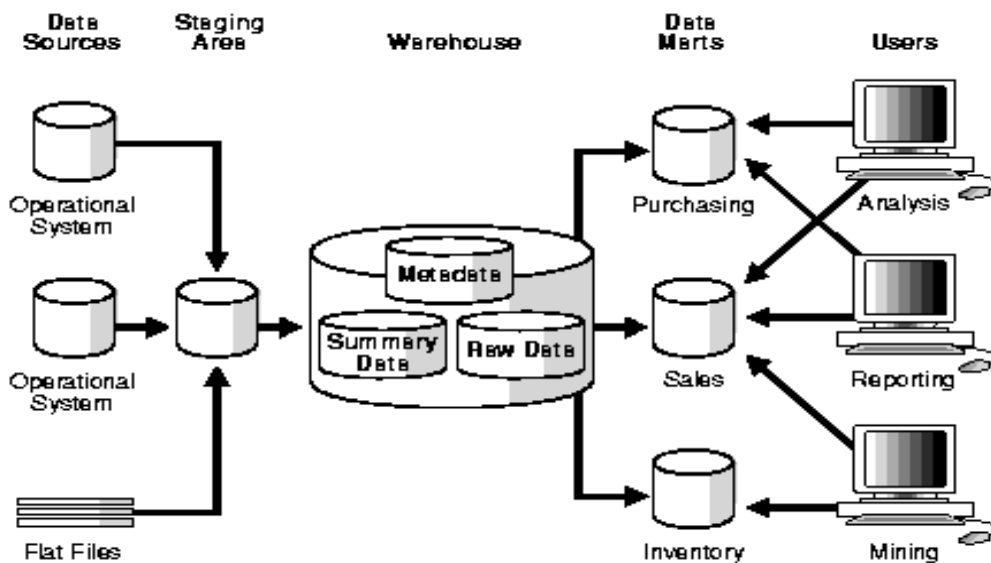 Data
Sources
Staging
Area
Warehouse
Data
Marts
Users
Operational
System
Purchasing
Analysis
Metadata
Summary
Data
Raw Data
Operational
System
Sales
Reporting
Flat Files
Inventory
Mining